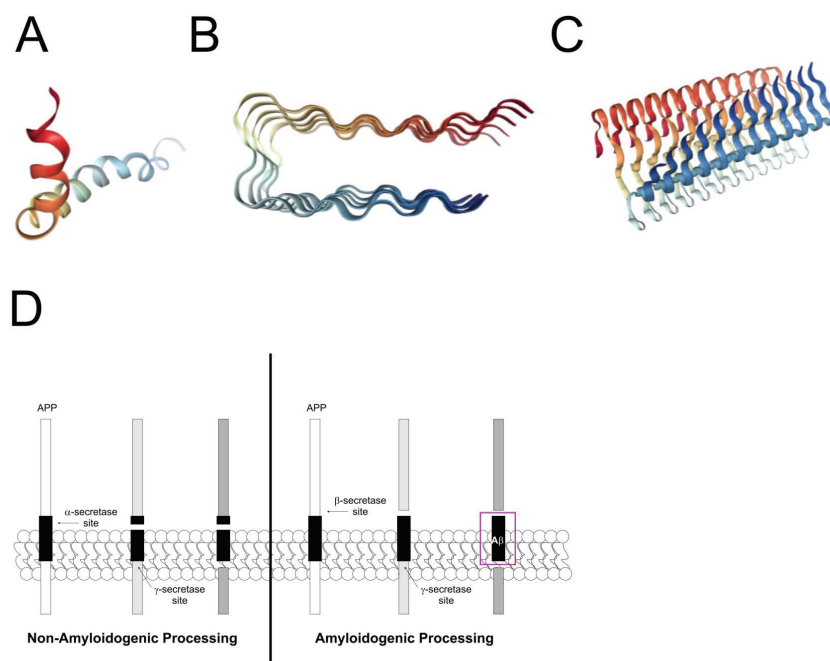 A
B
C
D
APP
α-secretase
site
γ-secretase
site
Non-Amyloidogenic Processing
APP
β-secretase
site
Aβ
γ-secretase
site
Amyloidogenic Processing